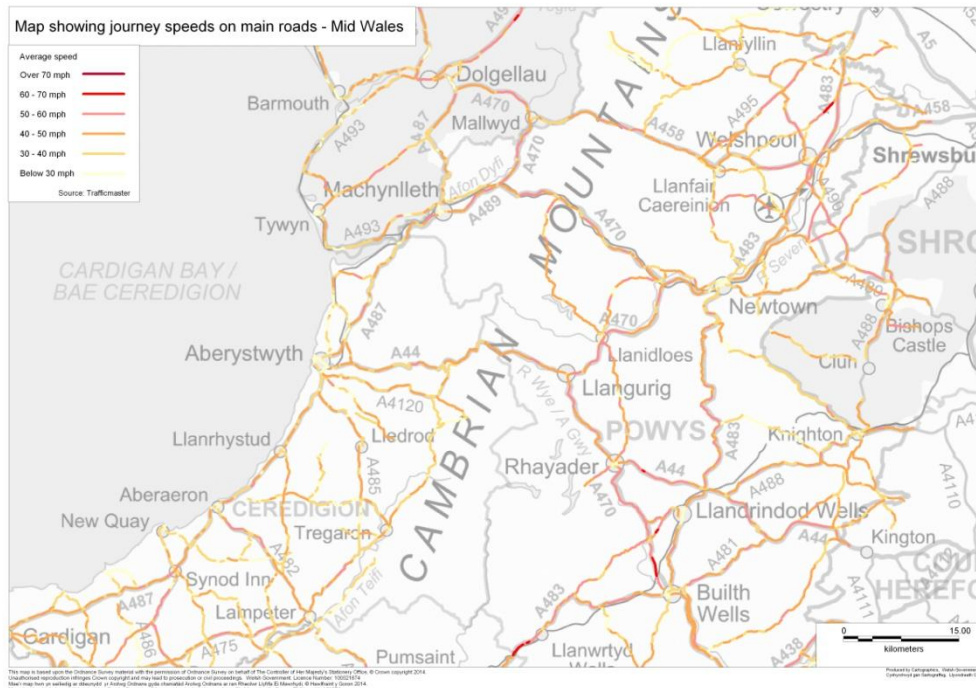 Map showing journey speeds on main roads - Mid Wales
Average speed
Over 70 mph
60 - 70 mph
50 - 60 mph
40 - 50 mph
30 - 40 mph
Below 30 mph
Source: Trafficmaster
Dolgellau
Barmouth
A493
A487
A470
Mallwyd
A470
A458
Llanfyllin
A5
A495
A483
A458
Welshpool
Shrewsbu
Machynlleth
Afon Dyfi
A489
Tywyn
A493
Llanfair
Caereinion
A490
A488
MOUNTAINS
A470
A483
Severn
SHRO
CARDIGAN BAY /
BAE CEREDIGION
A487
Newtown
A489
A488
Bishops
Castle
Clun
Aberystwyth
A44
A470
Llanidloes
Llangurig
R Wye / A Gwy
A4120
Llanrhystud
Lledrod
A485
CAMBRIAN
POWYS
A483
Knighton
Rhayader
A44
A470
A488
A4110
Aberaeron
New Quay
CEREDIGION
Tregaron
Llandrindod Wells
A481
A44
Kington
A482
Synod Inn
Afon Teifi
A487
Lampeter
A486
A475
Cardigan
Pumsaint
A483
Builth
Wells
Llanwrtyd
Wells
A4111
A4112
COU
HEREFO
A438
0 15.00
kilometers